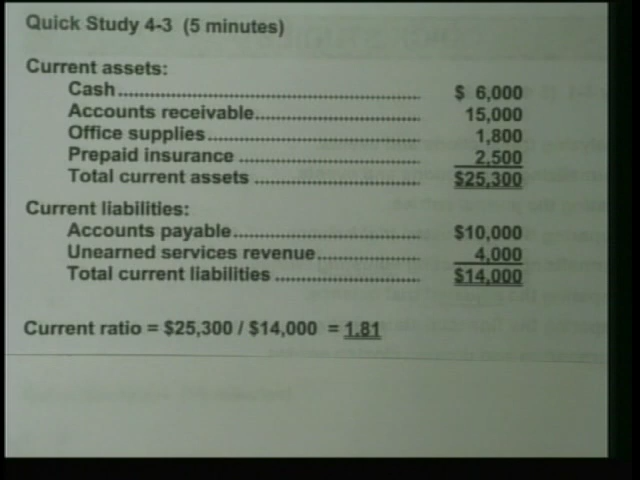 Quick Study 4-3 (5 minutes)
Current assets:
Cash.................................................. $ 6,000
Accounts receivable........................... 15,000
Office supplies................................... 1,800
Prepaid insurance ............................. 2,500
Total current assets .......................... $25,300
Current liabilities:
Accounts payable............................... $10,000
Unearned services revenue................. 4,000
Total current liabilities ....................... $14,000
Current ratio = $25,300 / $14,000 = 1.81